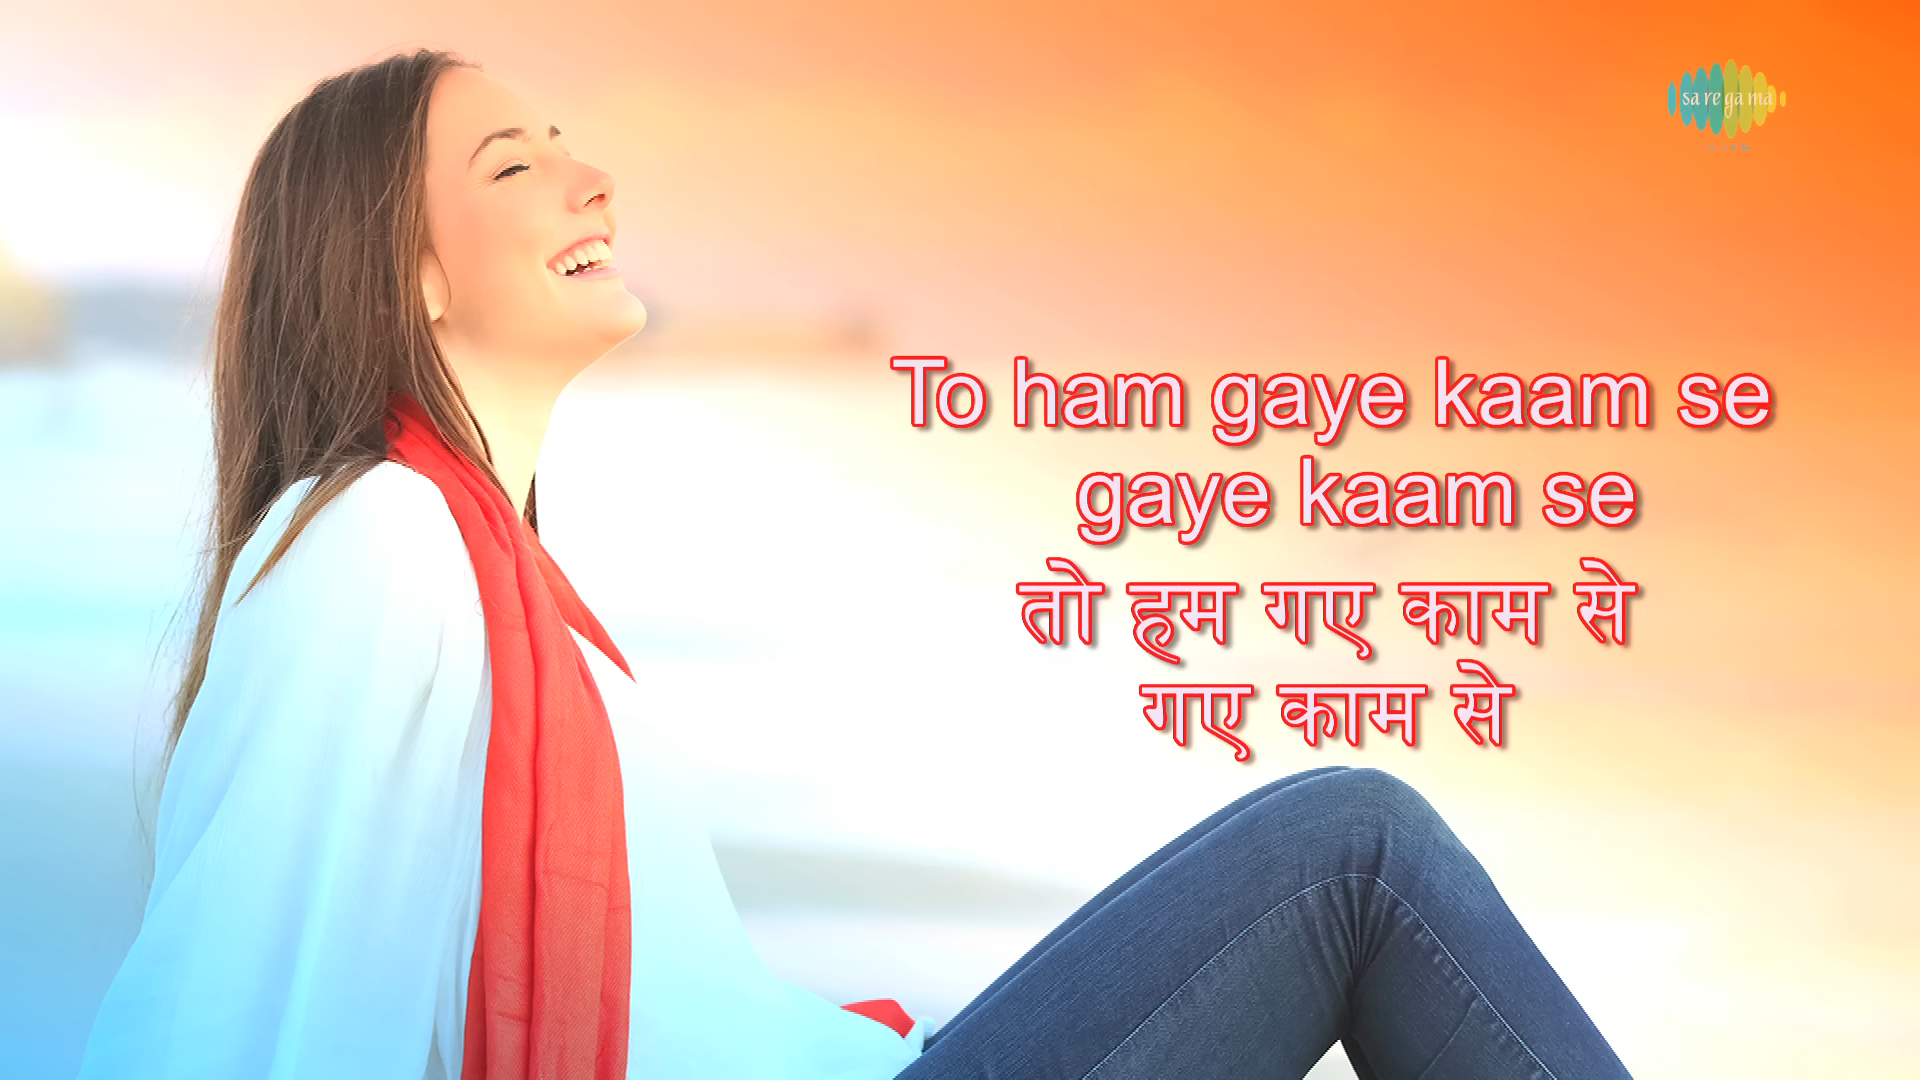 sa re ga ma
To ham gaye kaam se
gaye kaam se
तो हम गए काम से
गए काम से